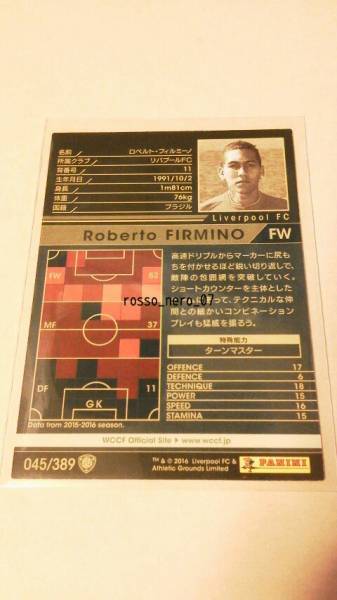 名前 ロベルト・フィルミーノ
所属クラブ リバプールFC
背番号 11
生年月日 1991/10/2
身長 1m81cm
体重 76kg
国籍 ブラジル
Liverpool FC
Roberto FIRMINO FW
FW 52
MF 37
DF 11
GK
Data from 2015-2016 season.
高速ドリブルからマーカーに尻も
ちを付かせるほど鋭い切り返しで、
敵陣の包囲網を突破していく。
ショートカウンターを主体とした
って、テクニカルな仲
間との細かいコンビネーション
プレイも猛威を振るう。
rosso_nero_07
特殊能力
ターンマスター
OFFENCE 17
DEFENCE 6
TECHNIQUE 18
POWER 15
SPEED 16
STAMINA 15
WCCF Official Site ▶ www.wccf.jp
045/389
TM & © 2016 Liverpool FC &
Athletic Grounds Limited
PANINI